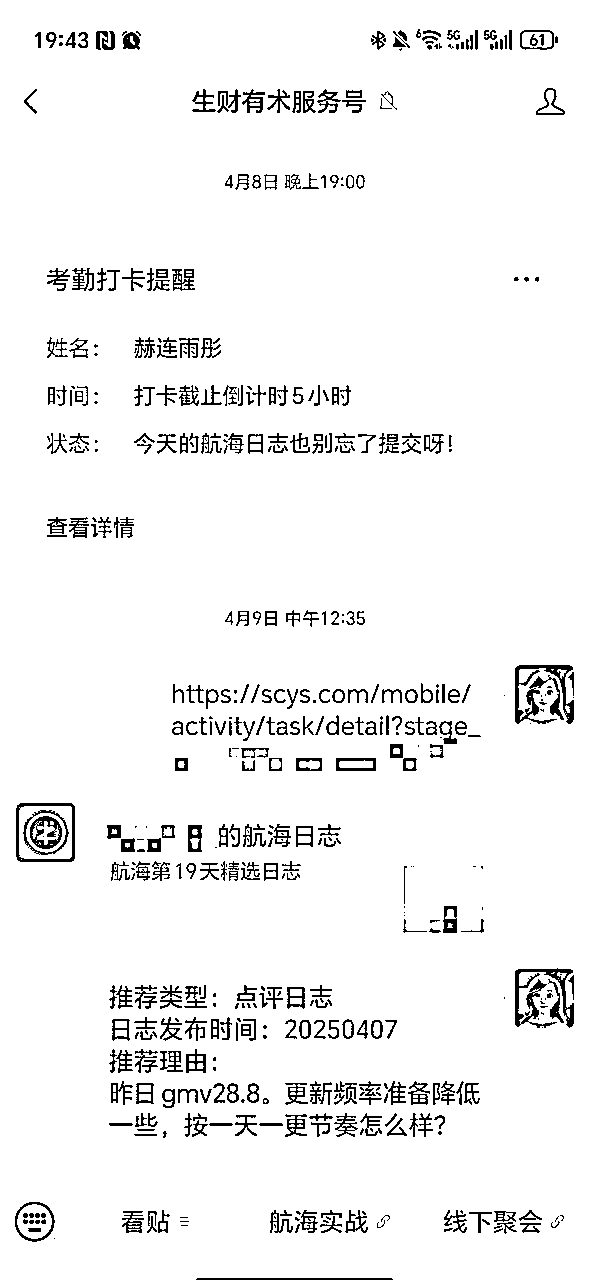 19:43
6 5G 5G 61
生财有术服务号
4月8日 晚上19:00
考勤打卡提醒
姓名： 赫连雨彤
时间： 打卡截止倒计时5小时
状态： 今天的航海日志也别忘了提交呀！
查看详情
4月9日 中午12:35
https://scys.com/mobile/
activity/task/detail?stage_
的航海日志
航海第19天精选日志
推荐类型：点评日志
日志发布时间：20250407
推荐理由：
昨日gmv28.8。更新频率准备降低
一些，按一天一更节奏怎么样？
看贴 航海实战 线下聚会